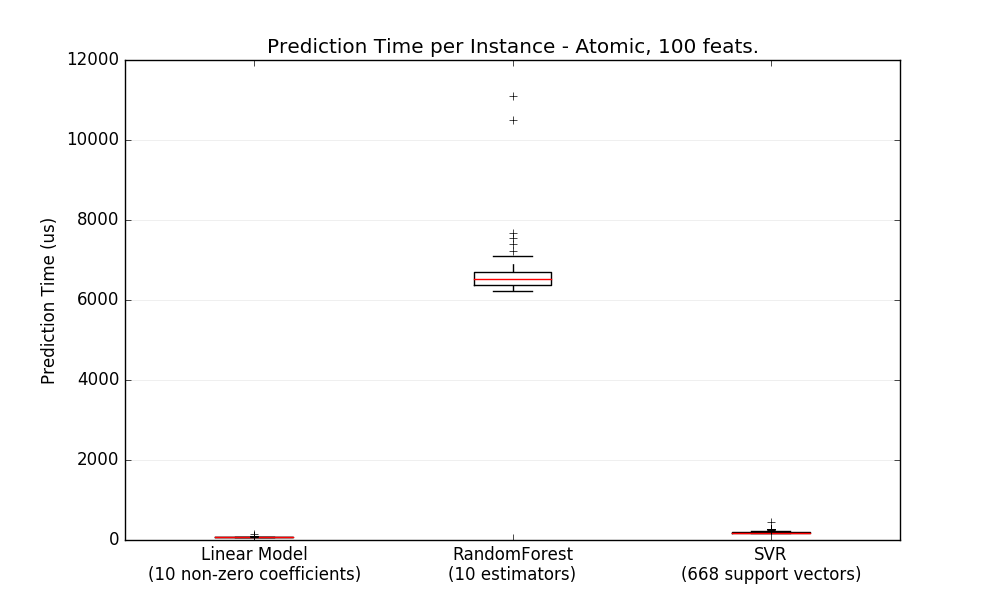 Prediction Time per Instance - Atomic, 100 feats.
12000
10000
8000
6000
4000
2000
0
Prediction Time (us)
Linear Model
(10 non-zero coefficients)
RandomForest
(10 estimators)
SVR
(668 support vectors)